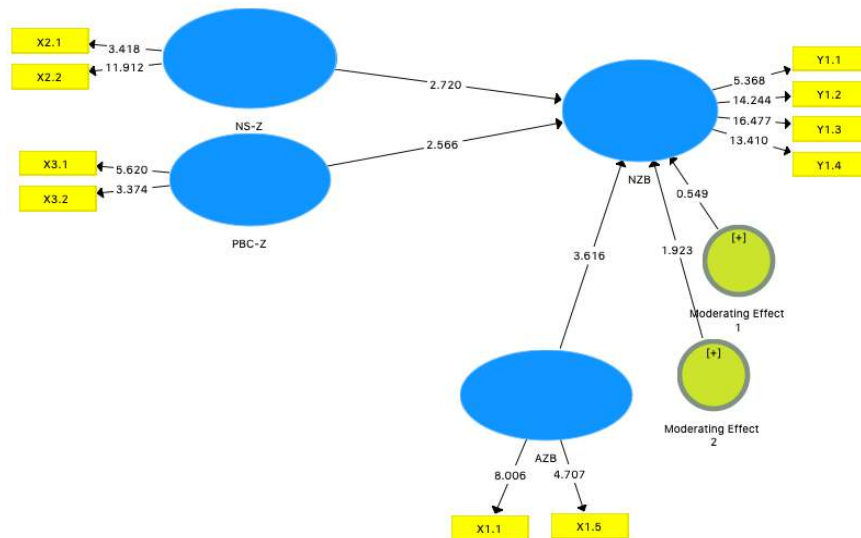 X2.1
3.418
X2.2
11.912
NS-Z
2.720
X3.1
5.620
X3.2
3.374
PBC-Z
2.566
NZB
5.368
Y1.1
14.244
Y1.2
16.477
Y1.3
13.410
Y1.4
0.549
[+]
Moderating Effect
1
1.923
[+]
Moderating Effect
2
3.616
AZB
8.006
4.707
X1.1
X1.5